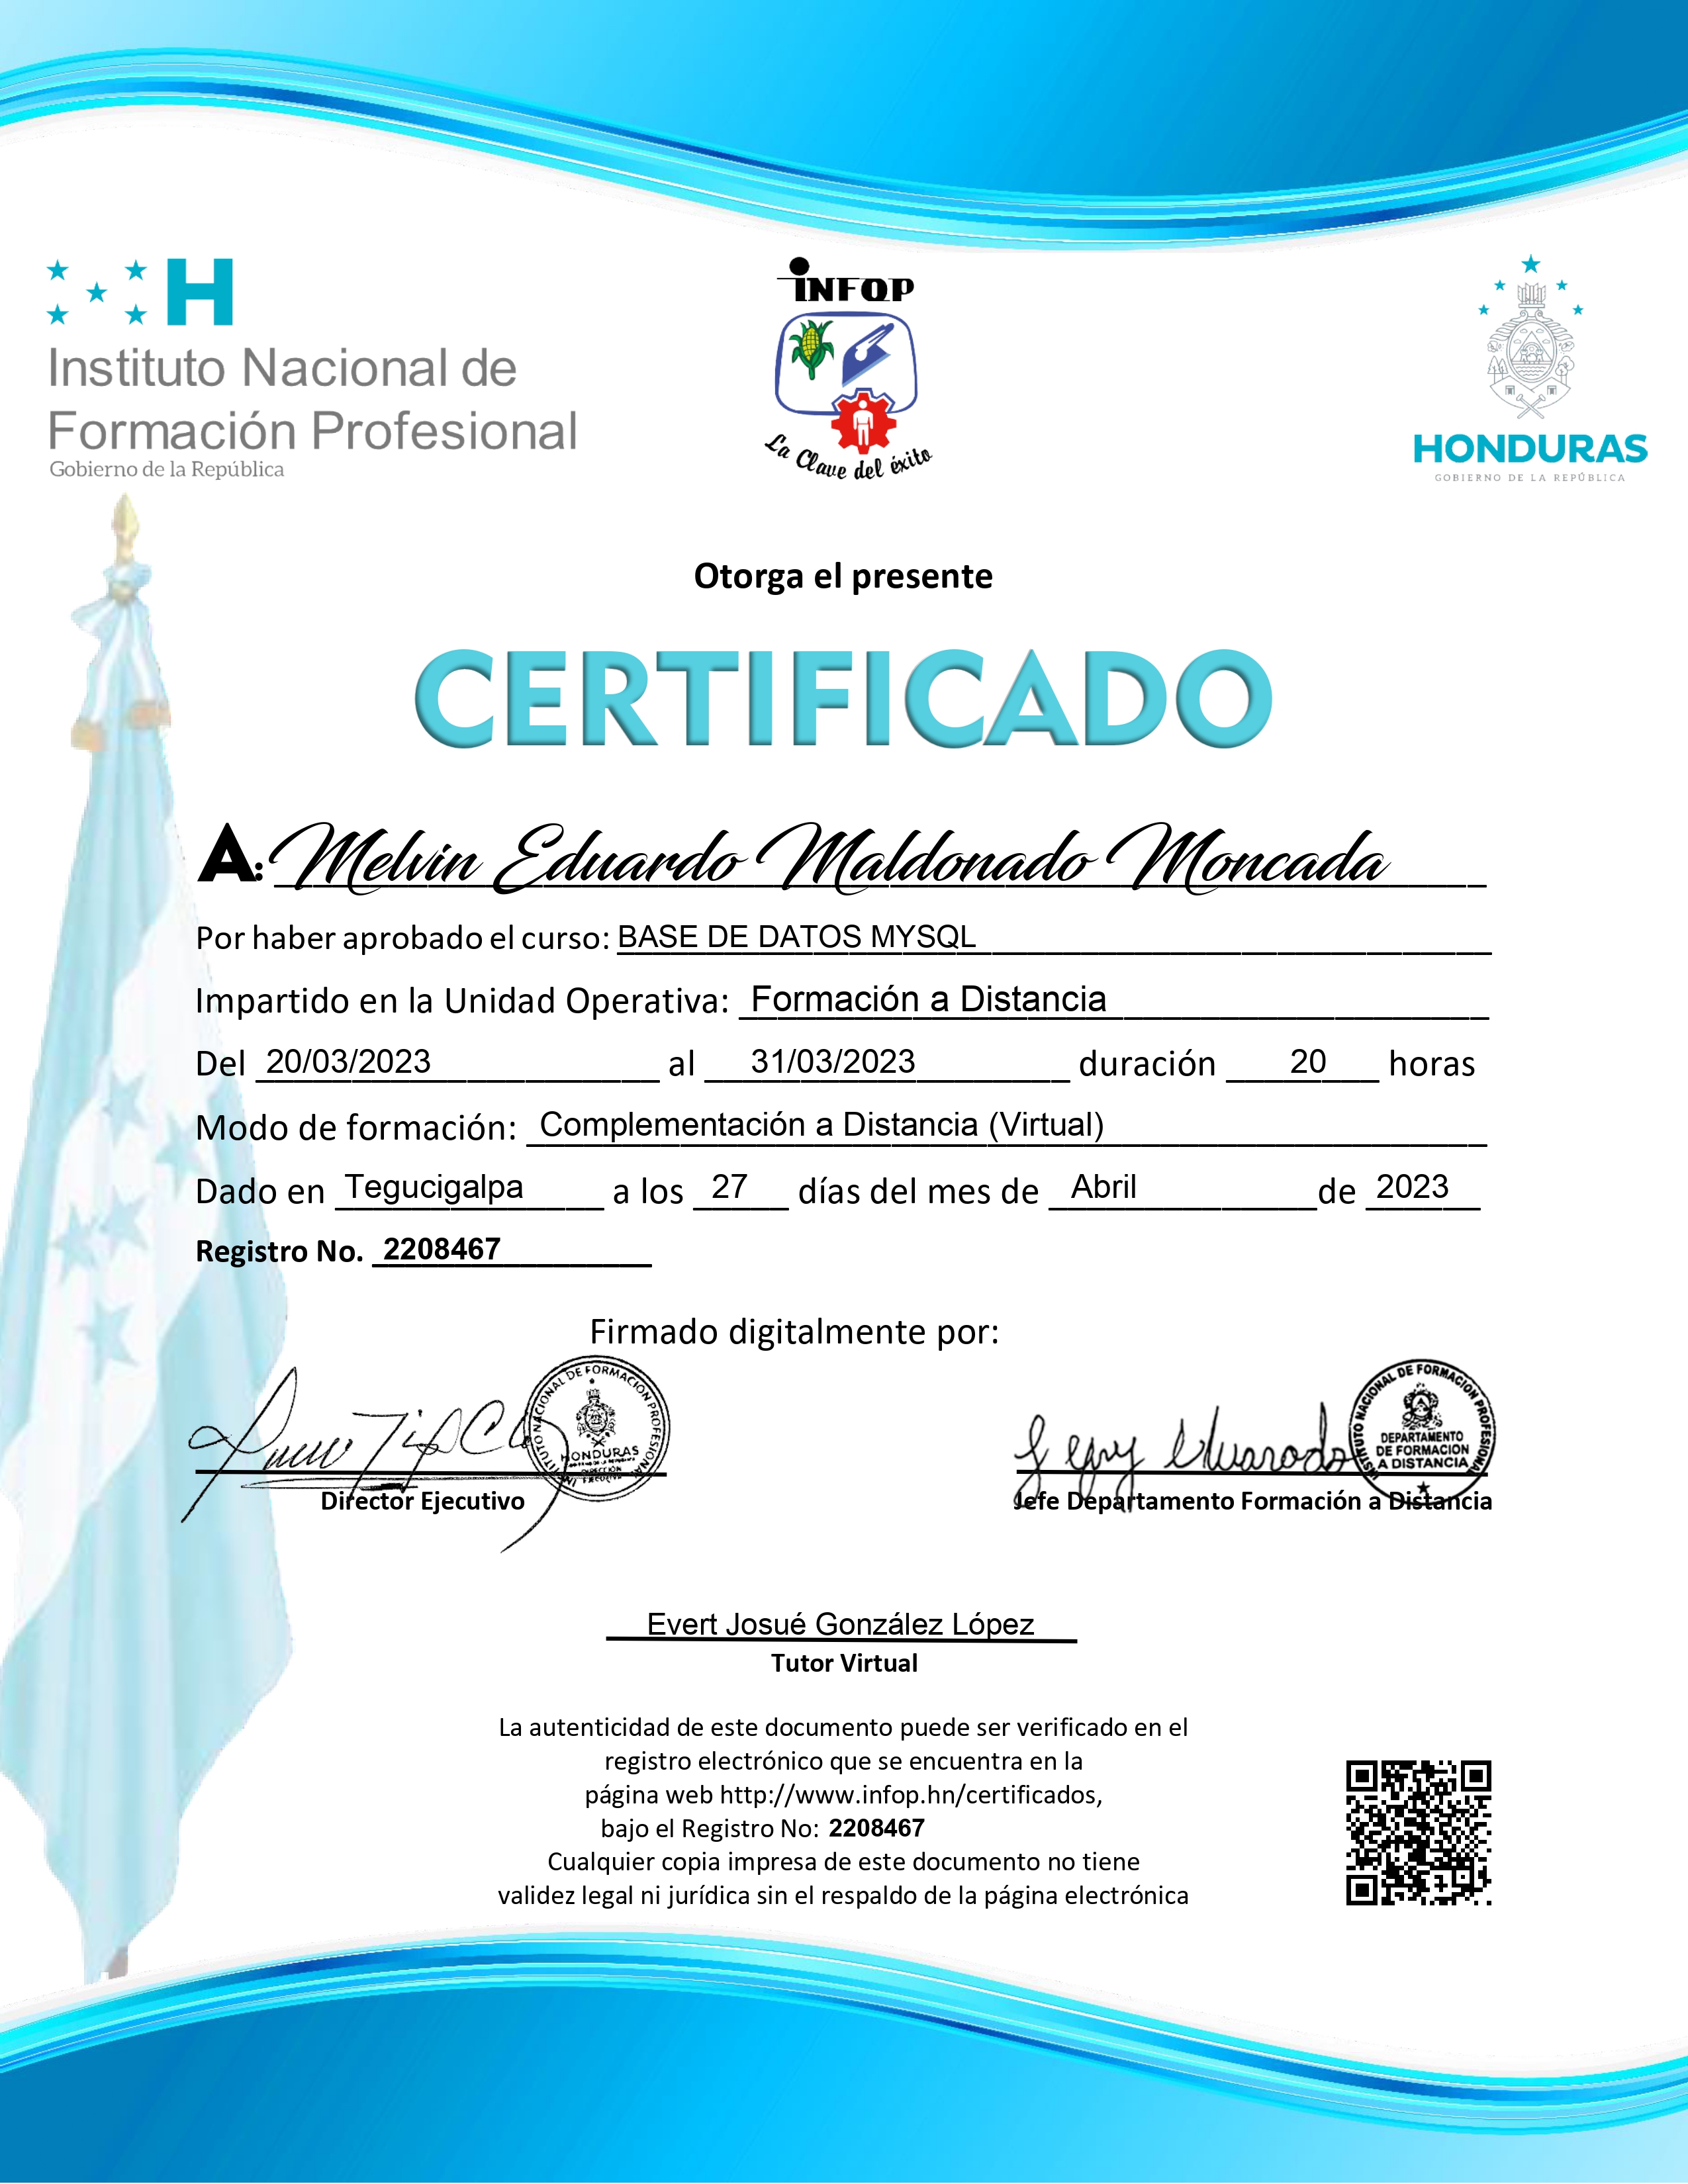 H
Instituto Nacional de
Formación Profesional
Gobierno de la República
INFOP
La Clave del éxito
HONDURAS
GOBIERNO DE LA REPÚBLICA
Otorga el presente
CERTIFICADO
A: Melvin Eduardo Maldonado Moncada
Por haber aprobado el curso: BASE DE DATOS MYSQL
Impartido en la Unidad Operativa: Formación a Distancia
Del 20/03/2023 al 31/03/2023 duración 20 horas
Modo de formación: Complementación a Distancia (Virtual)
Dado en Tegucigalpa a los 27 días del mes de Abril de 2023
Registro No. 2208467
Firmado digitalmente por:
INSTITUTO NACIONAL DE FORMACION PROFESIONAL
HONDURAS
Director Ejecutivo
INSTITUTO NACIONAL DE FORMACION PROFESIONAL
DEPARTAMENTO
DE FORMACION
A DISTANCIA
Jefe Departamento Formación a Distancia
Evert Josué González López
Tutor Virtual
La autenticidad de este documento puede ser verificado en el
registro electrónico que se encuentra en la
página web http://www.infop.hn/certificados,
bajo el Registro No: 2208467
Cualquier copia impresa de este documento no tiene
validez legal ni jurídica sin el respaldo de la página electrónica